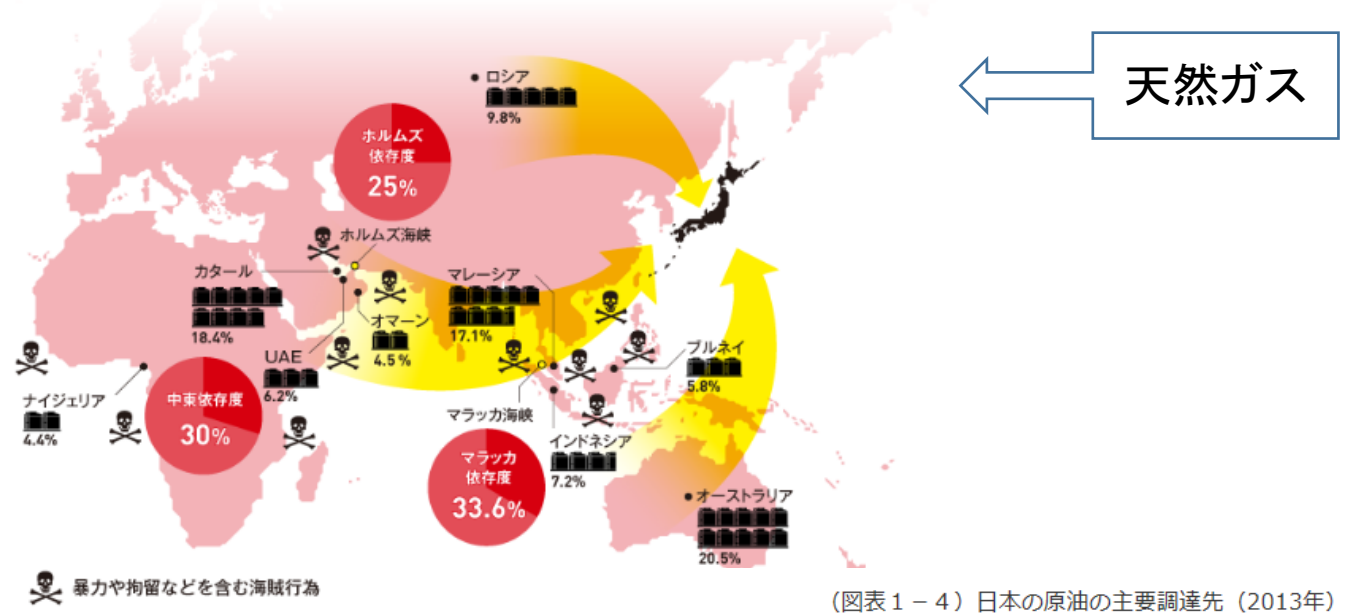 天然ガス
ロシア
9.8%
ホルムズ
依存度
25%
ホルムズ海峡
カタール
18.4%
マレーシア
17.1%
オマーン
4.5%
UAE
6.2%
ブルネイ
5.8%
ナイジェリア
4.4%
中東依存度
30%
マラッカ海峡
インドネシア
7.2%
マラッカ
依存度
33.6%
オーストラリア
20.5%
暴力や拘留などを含む海賊行為
(図表1-4)日本の原油の主要調達先(2013年)